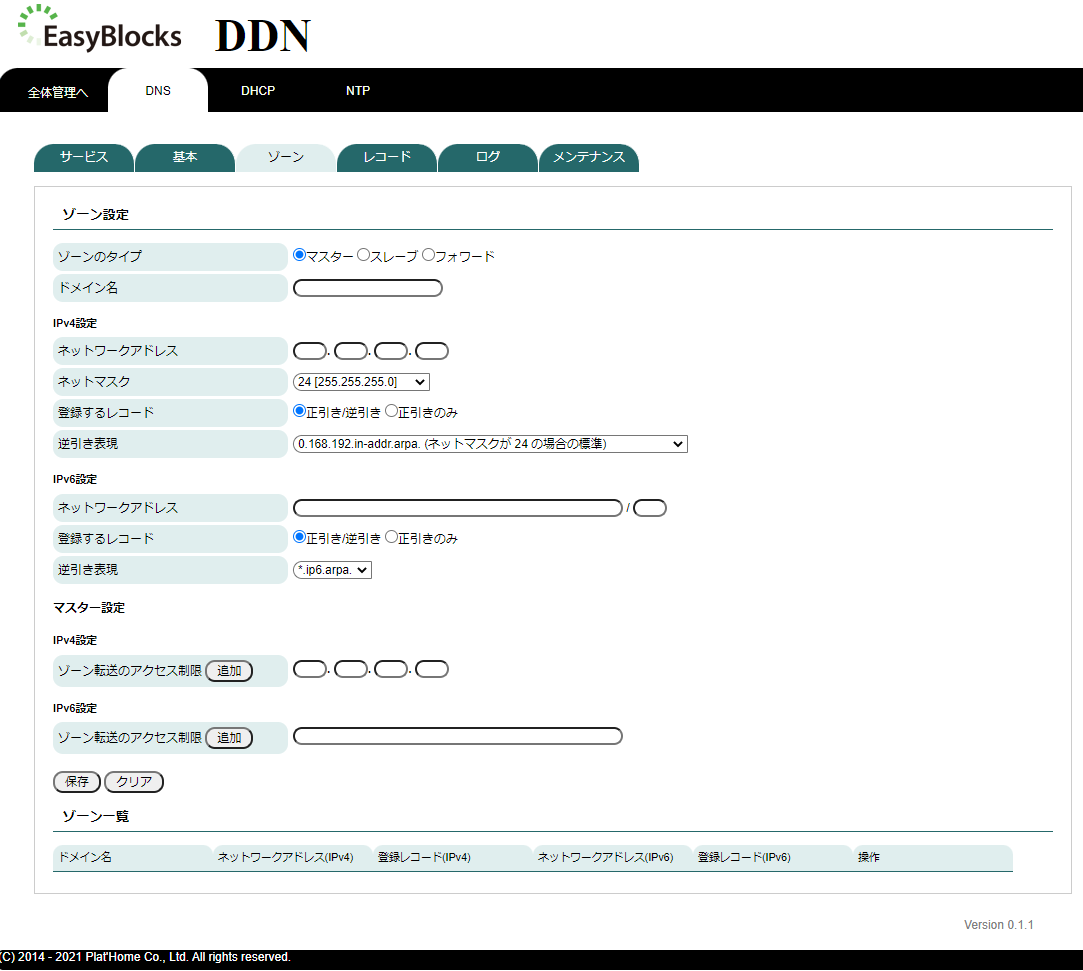 EasyBlocks DDN
全体管理へ DNS DHCP NTP
サービス 基本 ゾーン レコード ログ メンテナンス
ゾーン設定
ゾーンのタイプ マスター スレーブ フォワード
ドメイン名
IPv4設定
ネットワークアドレス . . .
ネットマスク 24 [255.255.255.0]
登録するレコード 正引き/逆引き 正引きのみ
逆引き表現 0.168.192.in-addr.arpa. (ネットマスクが 24 の場合の標準)
IPv6設定
ネットワークアドレス /
登録するレコード 正引き/逆引き 正引きのみ
逆引き表現 *.ip6.arpa.
マスター設定
IPv4設定
ゾーン転送のアクセス制限 追加 . . .
IPv6設定
ゾーン転送のアクセス制限 追加
保存 クリア
ゾーン一覧
ドメイン名 ネットワークアドレス(IPv4) 登録レコード(IPv4) ネットワークアドレス(IPv6) 登録レコード(IPv6) 操作
Version 0.1.1
(C) 2014 - 2021 Plat'Home Co., Ltd. All rights reserved.